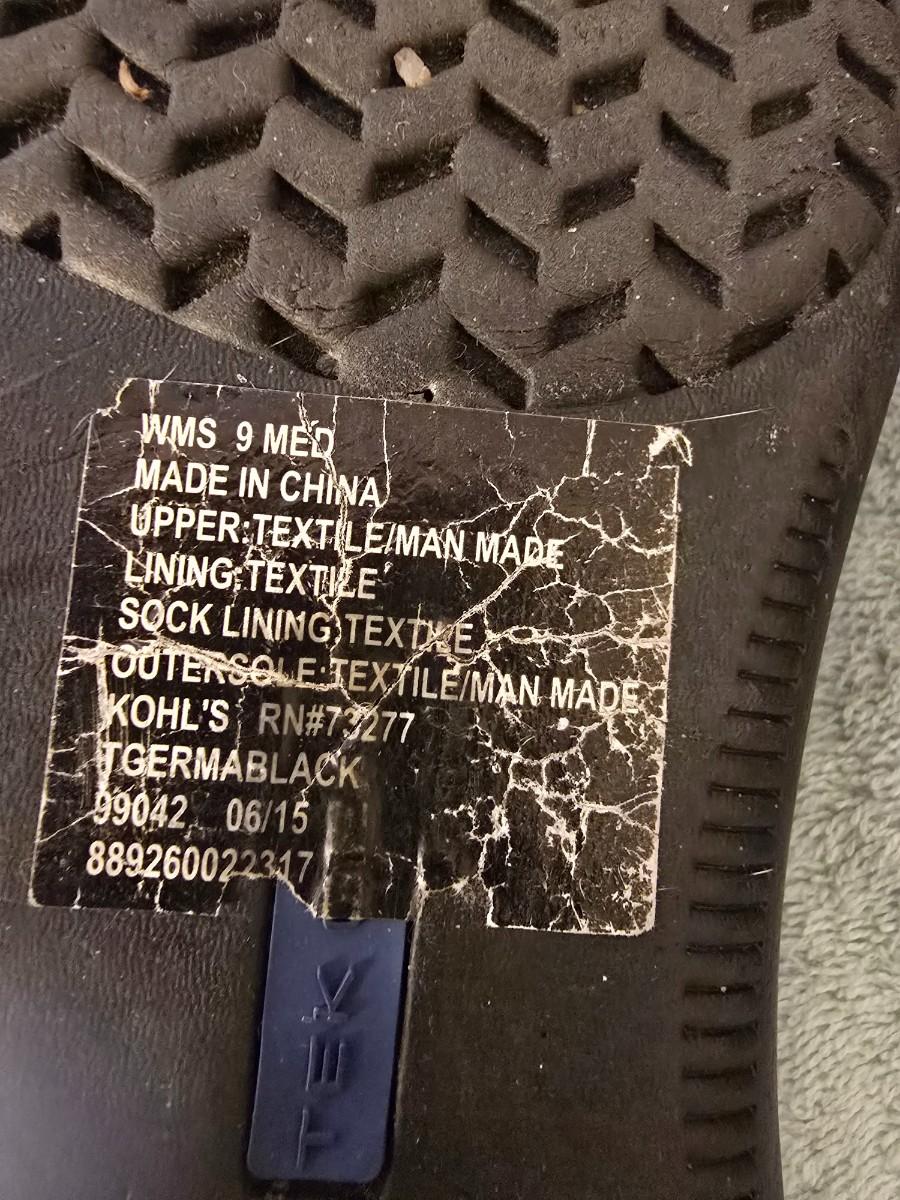 WMS 9 MED
MADE IN CHINA
UPPER:TEXTILE/MAN MADE
LINING:TEXTILE
SOCK LINING:TEXTILE
OUTERSOLE:TEXTILE/MAN MADE
KOHL'S RN#73277
TGERMABLACK
99042 06/15
889260022317
TEK